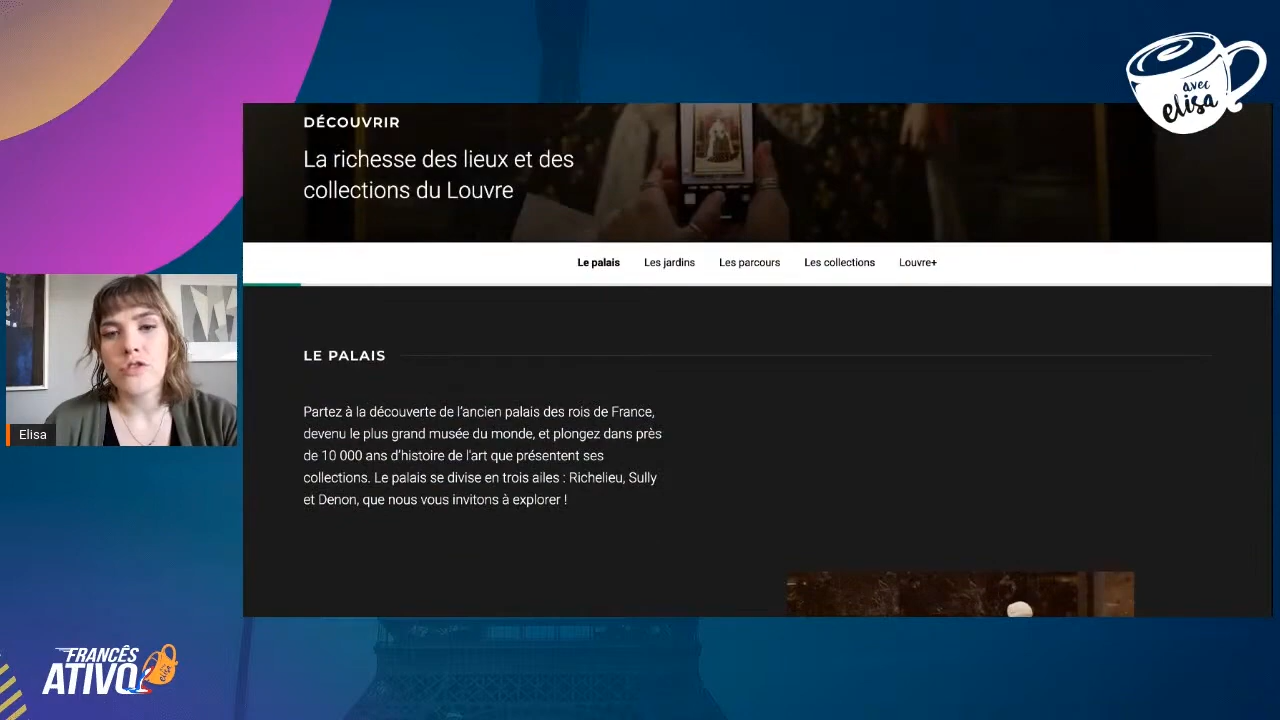 avec
elisa
DÉCOUVRIR
La richesse des lieux et des
collections du Louvre
Le palais Les jardins Les parcours Les collections Louvre+
LE PALAIS
Partez à la découverte de l'ancien palais des rois de France,
devenu le plus grand musée du monde, et plongez dans près
de 10 000 ans d'histoire de l'art que présentent ses
collections. Le palais se divise en trois ailes : Richelieu, Sully
et Denon, que nous vous invitons à explorer !
Elisa
FRANCÊS
ATIVO
elisa